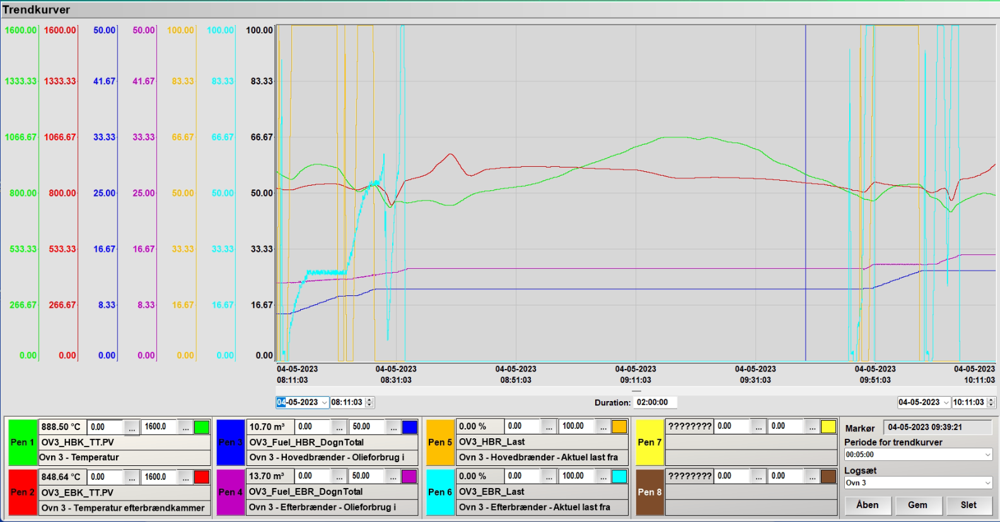 Trendkurver
1600.00 1600.00 50.00 50.00 100.00 100.00 100.00
1333.33 1333.33 41.67 41.67 83.33 83.33 83.33
1066.67 1066.67 33.33 33.33 66.67 66.67 66.67
800.00 800.00 25.00 25.00 50.00 50.00 50.00
533.33 533.33 16.67 16.67 33.33 33.33 33.33
266.67 266.67 8.33 8.33 16.67 16.67 16.67
0.00 0.00 0.00 0.00 0.00 0.00 0.00
04-05-2023 04-05-2023 04-05-2023 04-05-2023 04-05-2023 04-05-2023 04-05-2023
08:11:03 08:31:03 08:51:03 09:11:03 09:31:03 09:51:03 10:11:03
04-05-2023 08:11:03 Duration: 02:00:00 04-05-2023 10:11:03
Pen 1
888.50 °C 0.00 ... 1600.0 ...
OV3_HBK_TT.PV
Ovn 3 - Temperatur
Pen 2
848.64 °C 0.00 ... 1600.0 ...
OV3_EBK_TT.PV
Ovn 3 - Temperatur efterbrændkammer
Pen 3
10.70 m³ 0.00 ... 50.00 ...
OV3_Fuel_HBR_DognTotal
Ovn 3 - Hovedbrænder - Olieforbrug i
Pen 4
13.70 m³ 0.00 ... 50.00 ...
OV3_Fuel_EBR_DognTotal
Ovn 3 - Efterbrænder - Olieforbrug i
Pen 5
0.00 % 0.00 ... 100.00 ...
OV3_HBR_Last
Ovn 3 - Hovedbrænder - Aktuel last fra
Pen 6
0.00 % 0.00 ... 100.00 ...
OV3_EBR_Last
Ovn 3 - Efterbrænder - Aktuel last fra
Pen 7
???????? 0.00 ... 0.00 ...
Pen 8
???????? 0.00 ... 0.00 ...
Markør 04-05-2023 09:39:21
Periode for trendkurver
00:05:00
Logsæt
Ovn 3
Åben Gem Slet